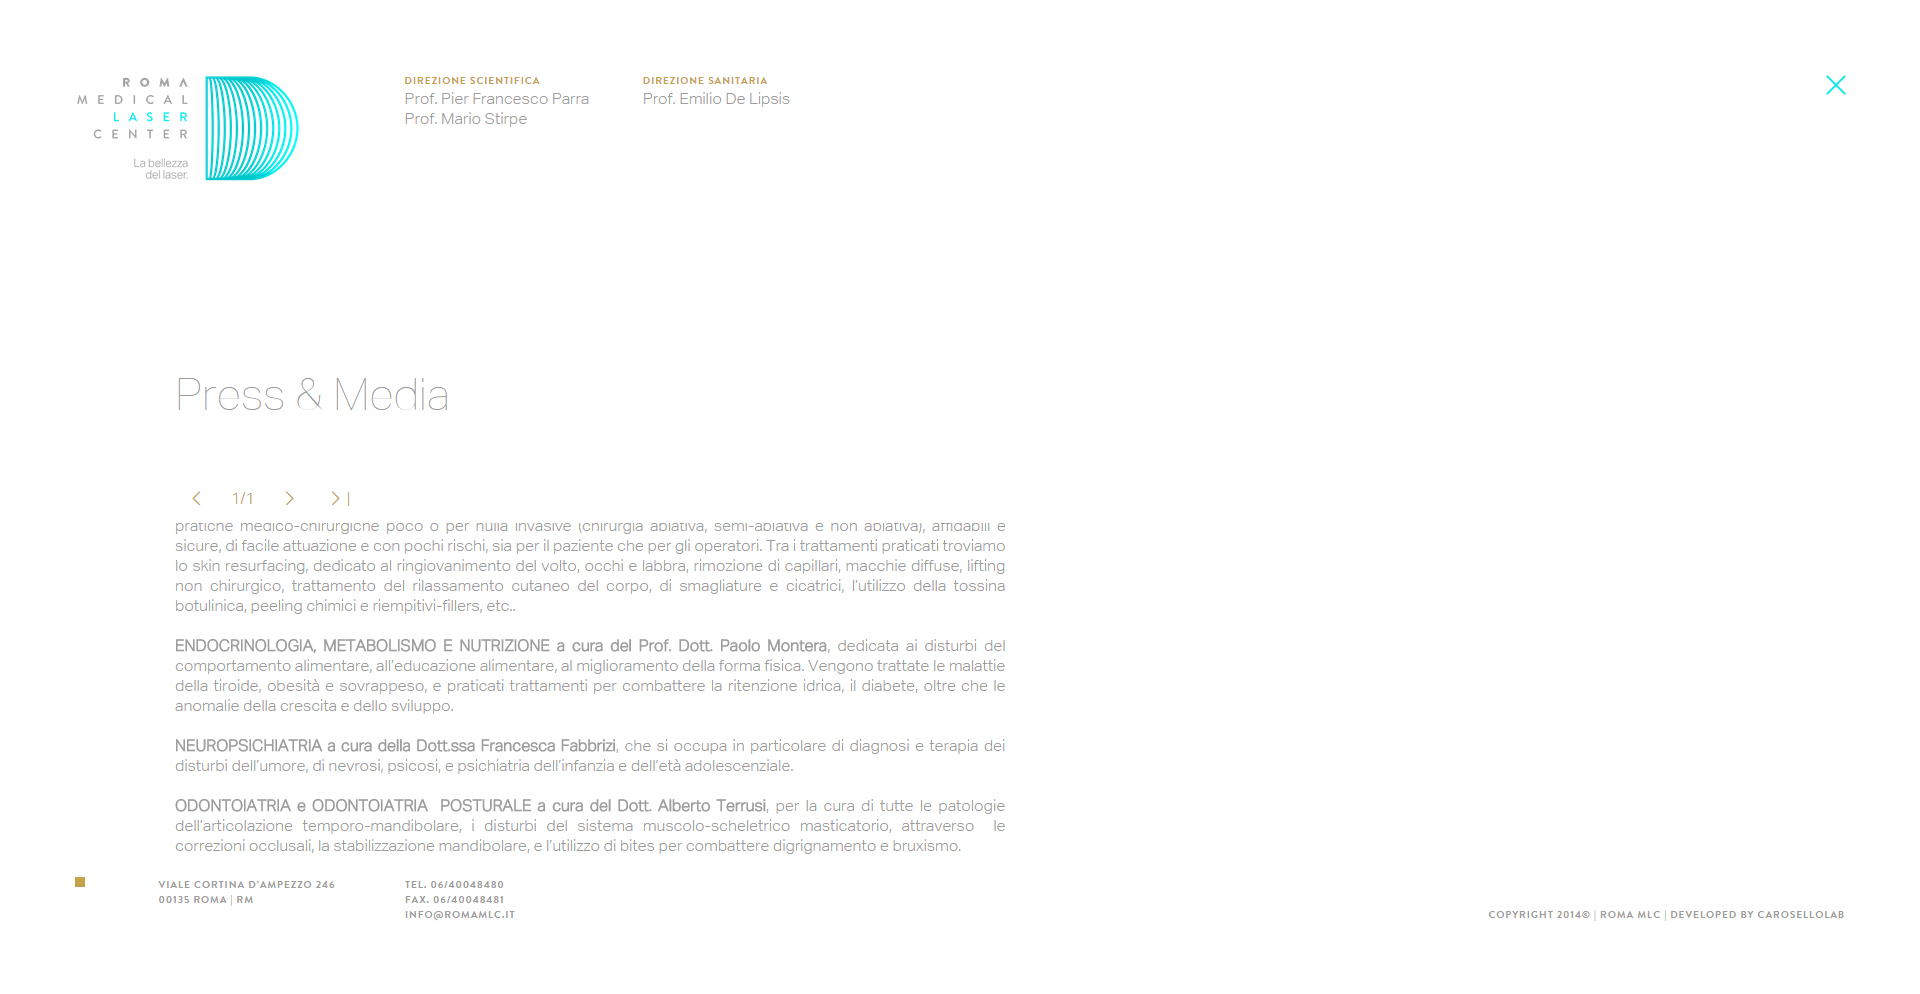 ROMA
MEDICAL
LASER
CENTER
La bellezza
del laser.
DIREZIONE SCIENTIFICA
Prof. Pier Francesco Parra
Prof. Mario Stirpe
DIREZIONE SANITARIA
Prof. Emilio De Lipsis
Press & Media
1/1
pratiche medico-chirurgiche poco o per nulla invasive (chirurgia ablativa, semi-ablativa e non ablativa), affidabili e
sicure, di facile attuazione e con pochi rischi, sia per il paziente che per gli operatori. Tra i trattamenti praticati troviamo
lo skin resurfacing, dedicato al ringiovanimento del volto, occhi e labbra, rimozione di capillari, macchie diffuse, lifting
non chirurgico, trattamento del rilassamento cutaneo del corpo, di smagliature e cicatrici, l'utilizzo della tossina
botulinica, peeling chimici e riempitivi-fillers, etc..
ENDOCRINOLOGIA, METABOLISMO E NUTRIZIONE a cura del Prof. Dott. Paolo Montera, dedicata ai disturbi del
comportamento alimentare, all'educazione alimentare, al miglioramento della forma fisica. Vengono trattate le malattie
della tiroide, obesità e sovrappeso, e praticati trattamenti per combattere la ritenzione idrica, il diabete, oltre che le
anomalie della crescita e dello sviluppo.
NEUROPSICHIATRIA a cura della Dott.ssa Francesca Fabbrizi, che si occupa in particolare di diagnosi e terapia dei
disturbi dell'umore, di nevrosi, psicosi, e psichiatria dell'infanzia e dell'età adolescenziale.
ODONTOIATRIA e ODONTOIATRIA POSTURALE a cura del Dott. Alberto Terrusi, per la cura di tutte le patologie
dell'articolazione temporo-mandibolare, i disturbi del sistema muscolo-scheletrico masticatorio, attraverso le
correzioni occlusali, la stabilizzazione mandibolare, e l'utilizzo di bites per combattere digrignamento e bruxismo.
VIALE CORTINA D'AMPEZZO 246
00135 ROMA | RM
TEL. 06/40048480
FAX. 06/40048481
INFO@ROMAMLC.IT
COPYRIGHT 2014© | ROMA MLC | DEVELOPED BY CAROSELLOLAB